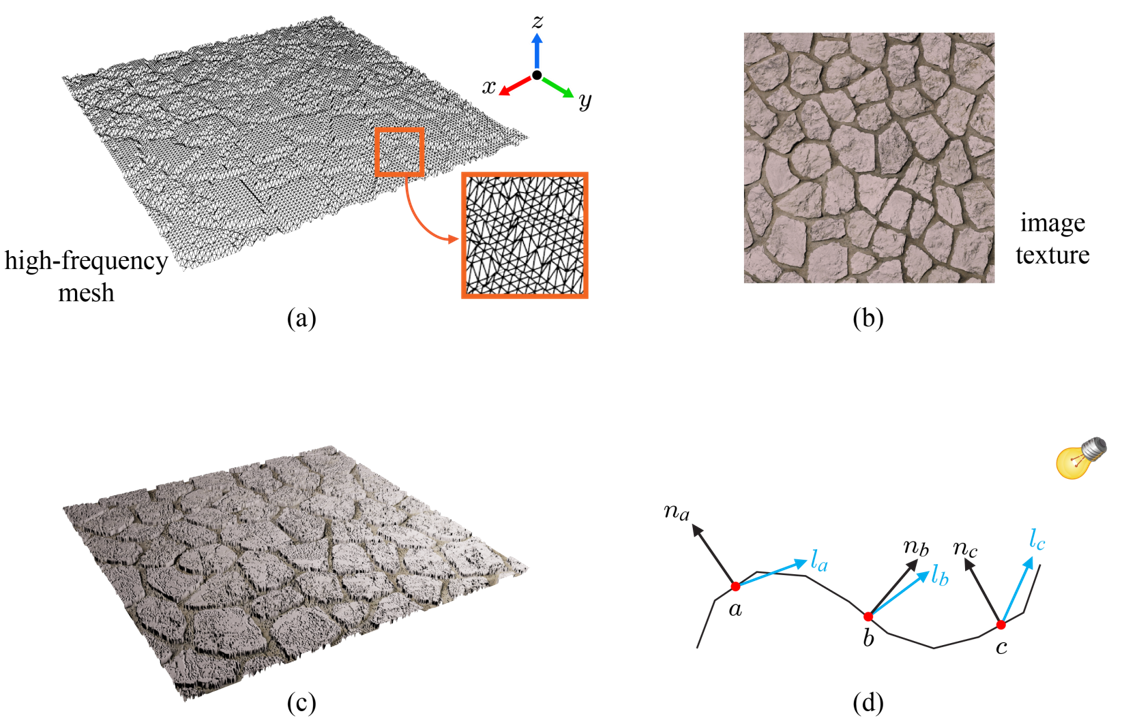 z
x
y
high-frequency
mesh
(a)
image
texture
(b)
(c)
n_a
l_a
a
n_b
l_b
b
n_c
l_c
c
(d)